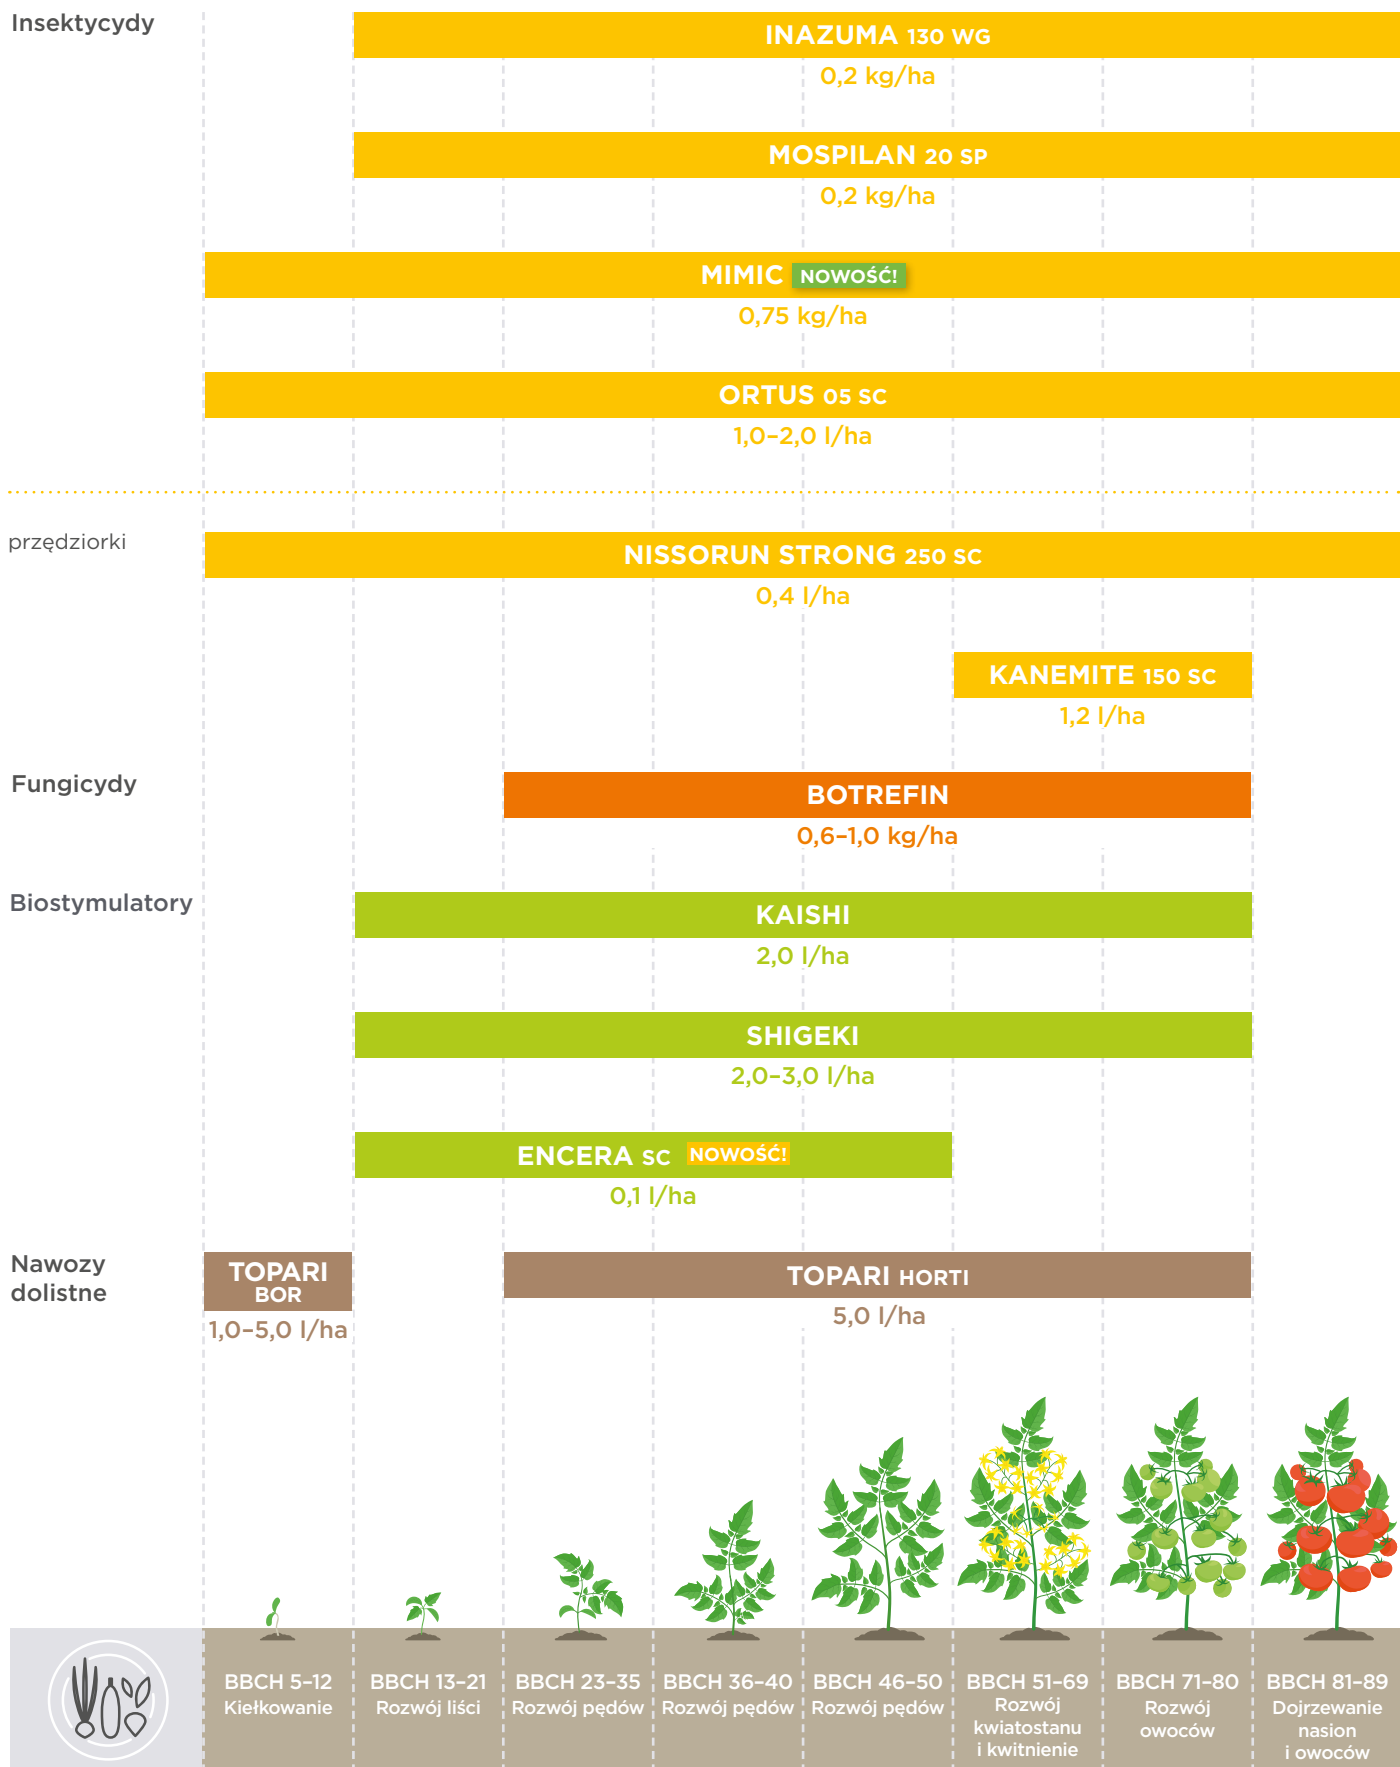 Insektycydy
INAZUMA 130 WG
0,2 kg/ha
MOSPILAN 20 SP
0,2 kg/ha
MIMIC NOWOŚĆ!
0,75 kg/ha
ORTUS 05 SC
1,0–2,0 l/ha
przędziorki
NISSORUN STRONG 250 SC
0,4 l/ha
KANEMITE 150 SC
1,2 l/ha
Fungicydy
BOTREFIN
0,6–1,0 kg/ha
Biostymulatory
KAISHI
2,0 l/ha
SHIGEKI
2,0–3,0 l/ha
ENCERA SC NOWOŚĆ!
0,1 l/ha
Nawozy
dolistne
TOPARI
BOR
1,0–5,0 l/ha
TOPARI HORTI
5,0 l/ha
BBCH 5–12
Kiełkowanie
BBCH 13–21
Rozwój liści
BBCH 23–35
Rozwój pędów
BBCH 36–40
Rozwój pędów
BBCH 46–50
Rozwój pędów
BBCH 51–69
Rozwój
kwiatostanu
i kwitnienie
BBCH 71–80
Rozwój
owoców
BBCH 81–89
Dojrzewanie
nasion
i owoców